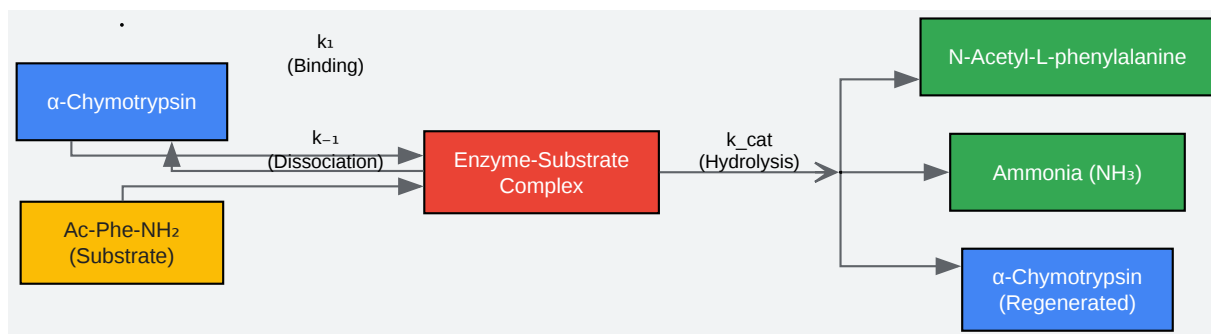 k₁
(Binding)
α-Chymotrypsin
k₋₁
(Dissociation)
Ac-Phe-NH₂
(Substrate)
Enzyme-Substrate
Complex
k_cat
(Hydrolysis)
N-Acetyl-L-phenylalanine
Ammonia (NH₃)
α-Chymotrypsin
(Regenerated)